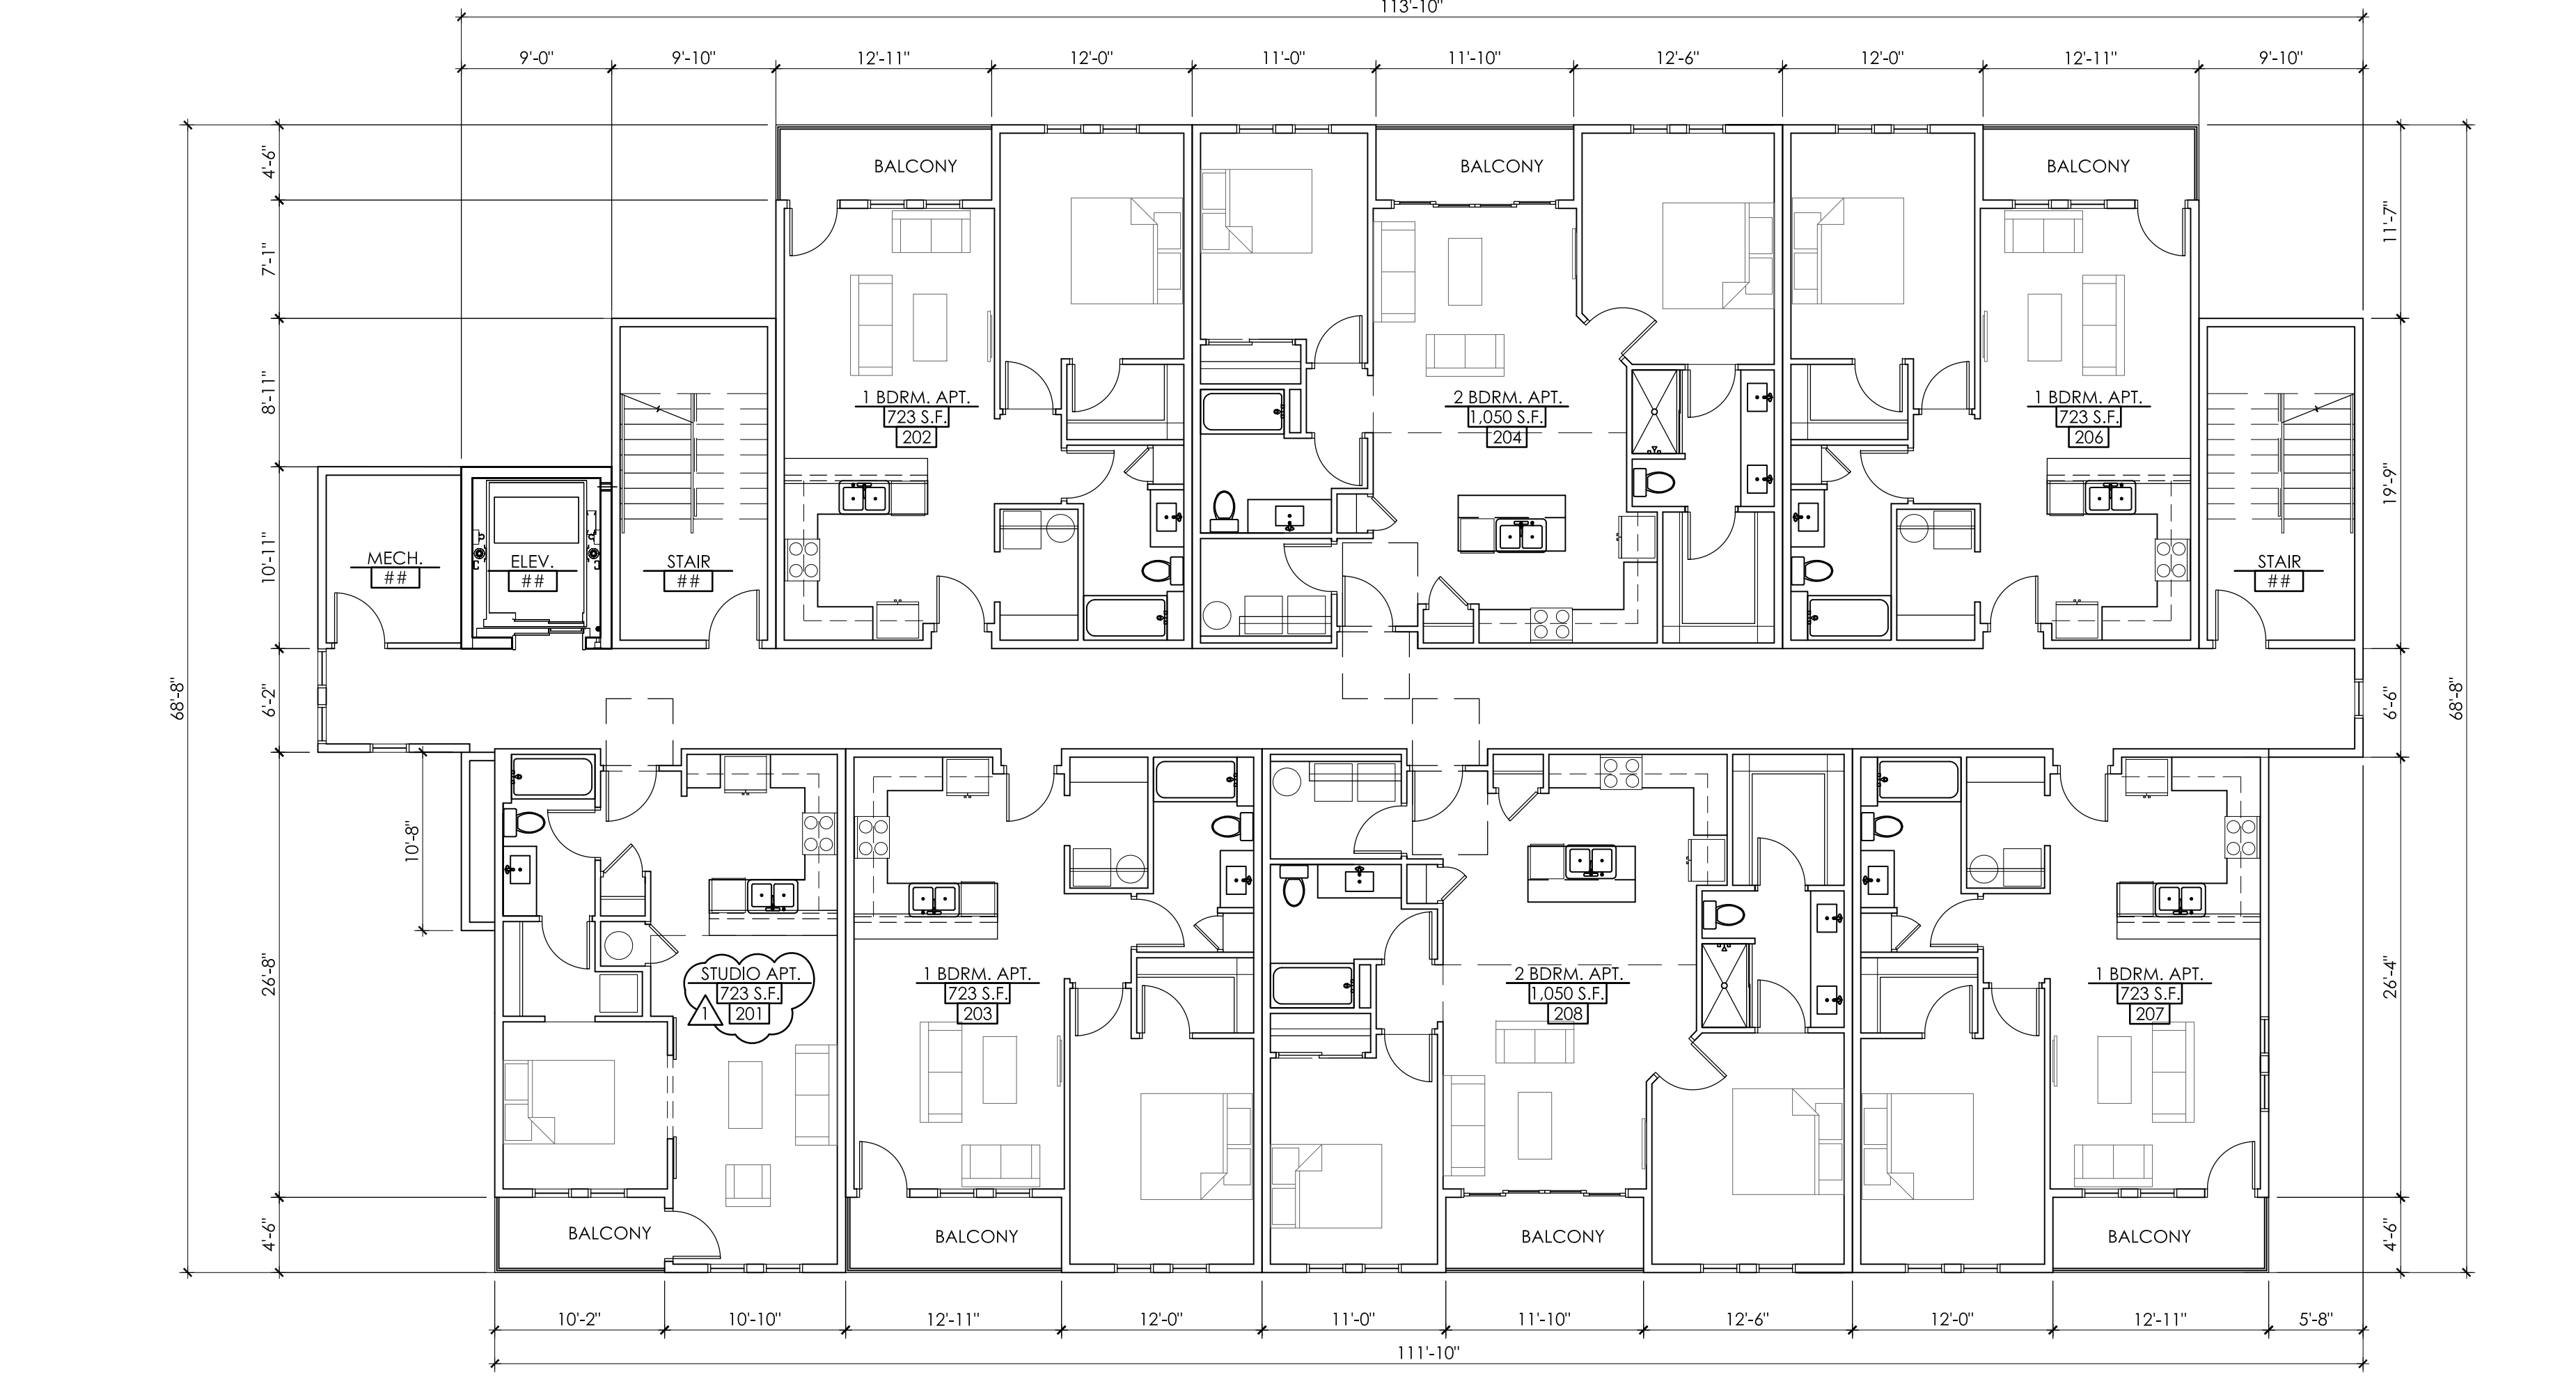 113'-10"
9'-0" 9'-10" 12'-11" 12'-0" 11'-0" 11'-10" 12'-6" 12'-0" 12'-11" 9'-10"
4'-6"
7'-1"
8'-11"
10'-11"
6'-2"
68'-8"
10'-8"
26'-8"
4'-6"
BALCONY
BALCONY
BALCONY
1 BDRM. APT.
723 S.F.
202
2 BDRM. APT.
1,050 S.F.
204
1 BDRM. APT.
723 S.F.
206
MECH.
##
ELEV.
##
STAIR
##
STAIR
##
11'-7"
19'-9"
6'-6"
68'-8"
26'-4"
4'-6"
STUDIO APT.
723 S.F.
201
1
1 BDRM. APT.
723 S.F.
203
2 BDRM. APT.
1,050 S.F.
208
1 BDRM. APT.
723 S.F.
207
BALCONY
BALCONY
BALCONY
BALCONY
10'-2" 10'-10" 12'-11" 12'-0" 11'-0" 11'-10" 12'-6" 12'-0" 12'-11" 5'-8"
111'-10"